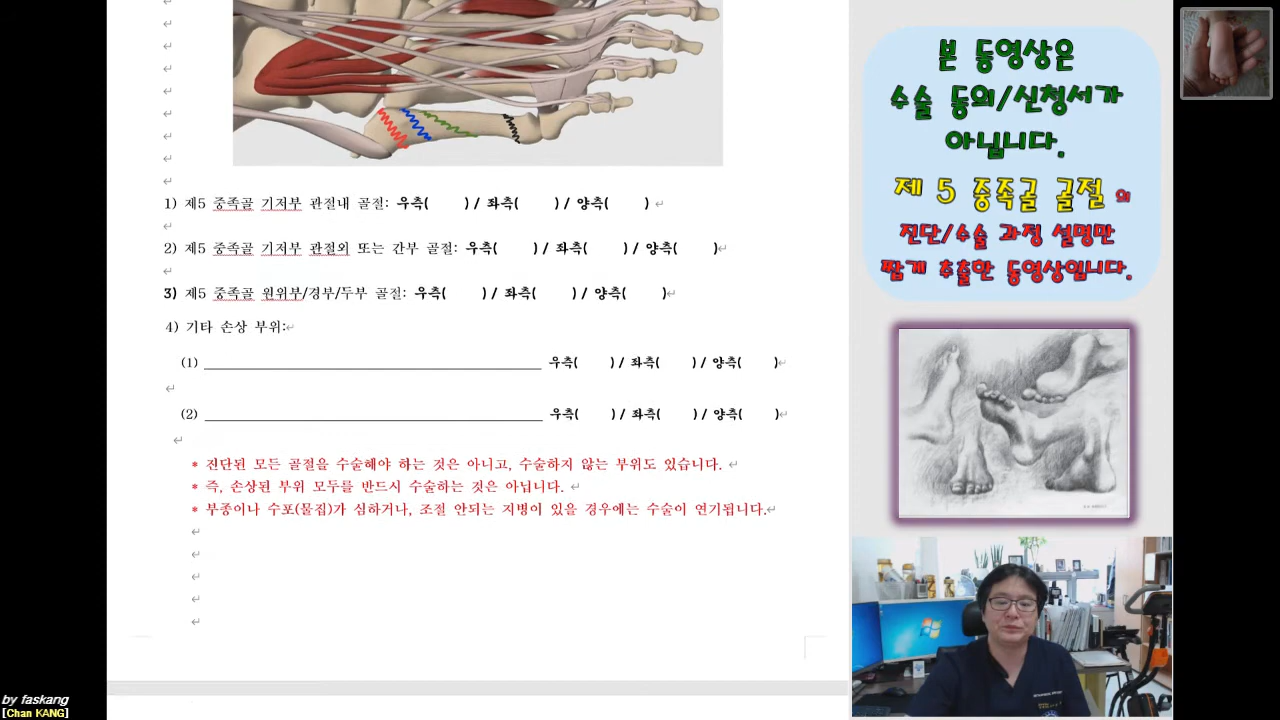 1) 제5 중족골 기저부 관절내 골절: 우측( ) / 좌측( ) / 양측( )
2) 제5 중족골 기저부 관절외 또는 간부 골절: 우측( ) / 좌측( ) / 양측( )
3) 제5 중족골 원위부/경부/두부 골절: 우측( ) / 좌측( ) / 양측( )
4) 기타 손상 부위:
(1) ________________ 우측( ) / 좌측( ) / 양측( )
(2) ________________ 우측( ) / 좌측( ) / 양측( )
* 진단된 모든 골절을 수술해야 하는 것은 아니고, 수술하지 않는 부위도 있습니다.
* 즉, 손상된 부위 모두를 반드시 수술하는 것은 아닙니다.
* 부종이나 수포(물집)가 심하거나, 조절 안되는 지병이 있을 경우에는 수술이 연기됩니다.
본 동영상은
수술 동의/신청서가
아닙니다.
제 5 중족골 골절의
진단/수술 과정 설명만
짧게 추출한 동영상입니다.
by faskang
[Chan KANG]